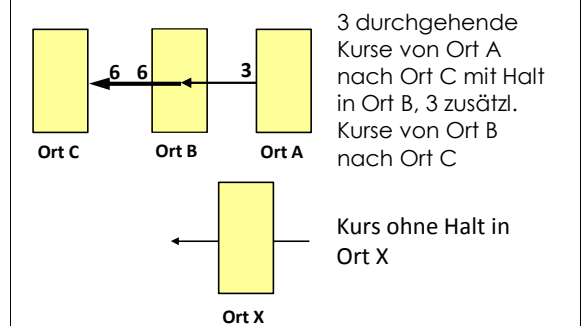 3 durchgehende
Kurse von Ort A
nach Ort C mit Halt
in Ort B, 3 zusätzl.
Kurse von Ort B
nach Ort C
6 6 3
Ort C Ort B Ort A
Kurs ohne Halt in
Ort X
Ort X